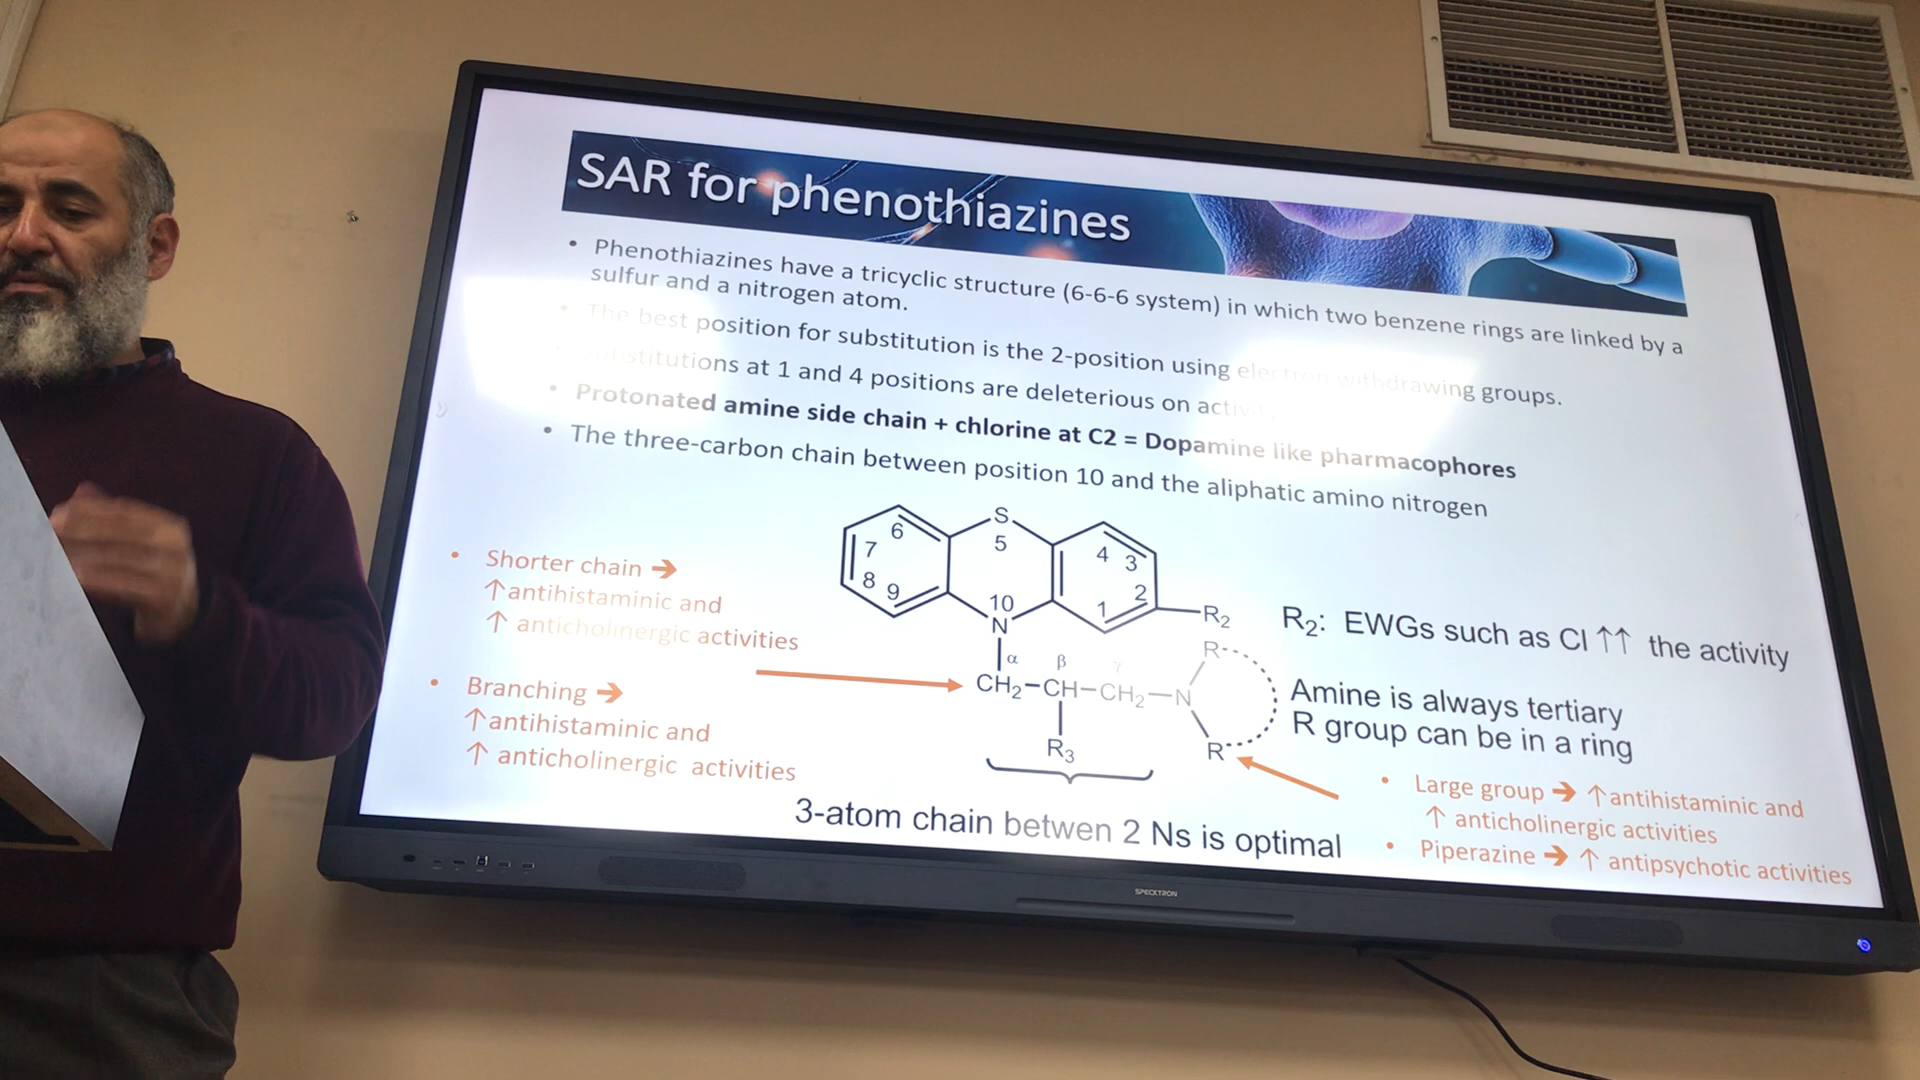 SAR for phenothiazines
• Phenothiazines have a tricyclic structure (6-6-6 system) in which two benzene rings are linked by a
sulfur and a nitrogen atom.
• The best position for substitution is the 2-position using electron withdrawing groups.
• Substitutions at 1 and 4 positions are deleterious on activ
• Protonated amine side chain + chlorine at C2 = Dopamine like pharmacophores
• The three-carbon chain between position 10 and the aliphatic amino nitrogen
• Shorter chain ➔
↑antihistaminic and
↑ anticholinergic activities
• Branching ➔
↑antihistaminic and
↑ anticholinergic activities
S
5
6
7
8
9
10
N
4
3
2
1
R₂
α
β
γ
CH₂–CH–CH₂–N
R
R
R₃
3-atom chain betwen 2 Ns is optimal
R₂: EWGs such as Cl ↑↑ the activity
Amine is always tertiary
R group can be in a ring
• Large group ➔ ↑antihistaminic and
↑ anticholinergic activities
• Piperazine ➔ ↑ antipsychotic activities
SPECKTRON